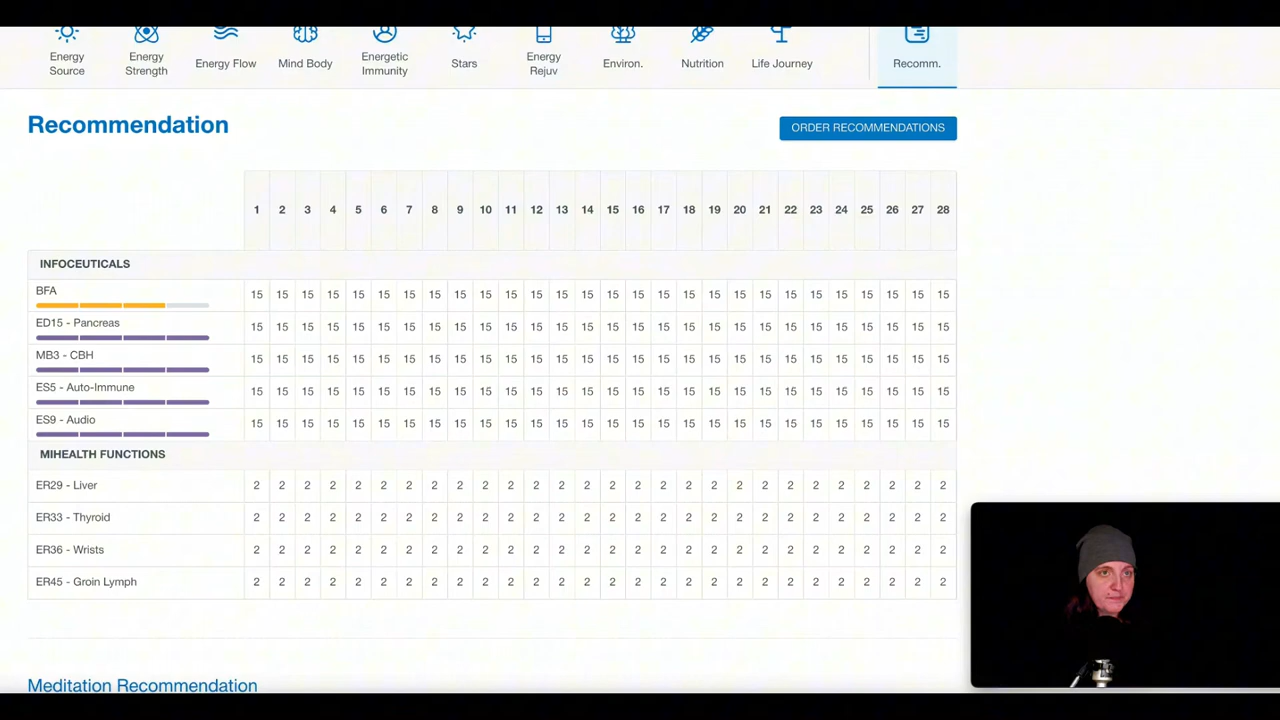 Energy Source
Energy Strength
Energy Flow
Mind Body
Energetic Immunity
Stars
Energy Rejuv
Environ.
Nutrition
Life Journey
Recomm.
Recommendation
ORDER RECOMMENDATIONS
1 2 3 4 5 6 7 8 9 10 11 12 13 14 15 16 17 18 19 20 21 22 23 24 25 26 27 28
INFOCEUTICALS
BFA 15 15 15 15 15 15 15 15 15 15 15 15 15 15 15 15 15 15 15 15 15 15 15 15 15 15 15 15
ED15 - Pancreas 15 15 15 15 15 15 15 15 15 15 15 15 15 15 15 15 15 15 15 15 15 15 15 15 15 15 15 15
MB3 - CBH 15 15 15 15 15 15 15 15 15 15 15 15 15 15 15 15 15 15 15 15 15 15 15 15 15 15 15 15
ES5 - Auto-Immune 15 15 15 15 15 15 15 15 15 15 15 15 15 15 15 15 15 15 15 15 15 15 15 15 15 15 15 15
ES9 - Audio 15 15 15 15 15 15 15 15 15 15 15 15 15 15 15 15 15 15 15 15 15 15 15 15 15 15 15 15
MIHEALTH FUNCTIONS
ER29 - Liver 2 2 2 2 2 2 2 2 2 2 2 2 2 2 2 2 2 2 2 2 2 2 2 2 2 2 2 2
ER33 - Thyroid 2 2 2 2 2 2 2 2 2 2 2 2 2 2 2 2 2 2 2 2 2 2 2 2 2 2 2 2
ER36 - Wrists 2 2 2 2 2 2 2 2 2 2 2 2 2 2 2 2 2 2 2 2 2 2 2 2 2 2 2 2
ER45 - Groin Lymph 2 2 2 2 2 2 2 2 2 2 2 2 2 2 2 2 2 2 2 2 2 2 2 2 2 2 2 2
Meditation Recommendation